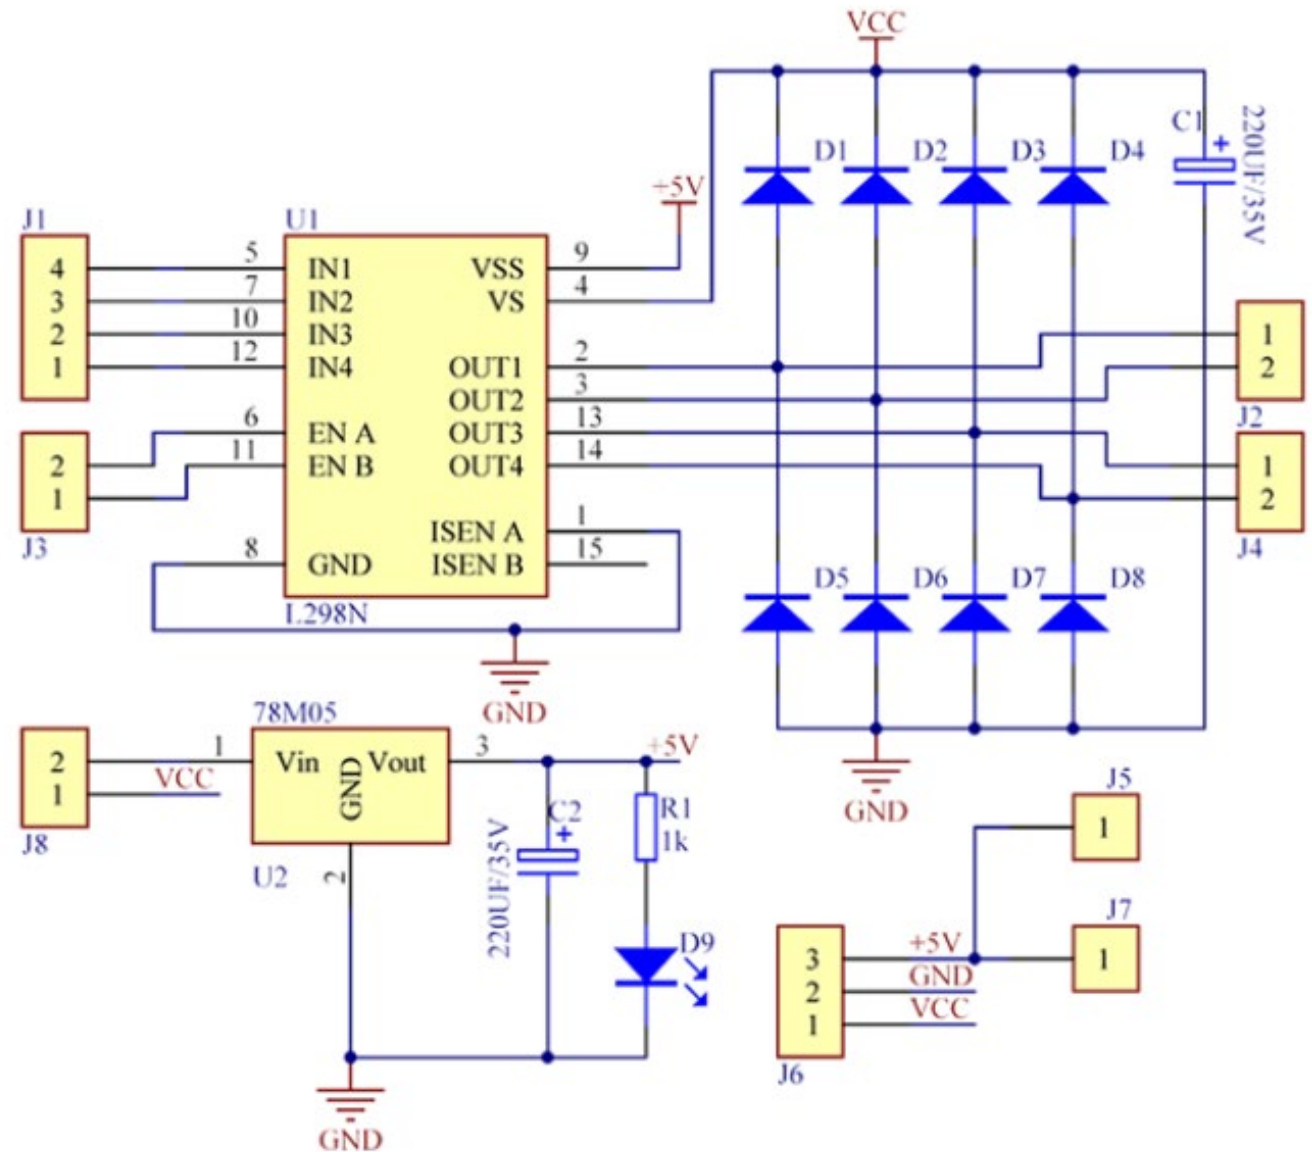 VCC
J1
4
3
2
1
5
7
10
12
U1
IN1
IN2
IN3
IN4
EN A
EN B
GND
VSS
VS
OUT1
OUT2
OUT3
OUT4
ISEN A
ISEN B
L298N
9
4
2
3
13
14
1
15
+5V
6
11
8
2
1
J3
GND
D1
D2
D3
D4
C1
+
220UF/35V
1
2
J2
1
2
J4
D5
D6
D7
D8
GND
78M05
2
1
J8
VCC
1
Vin
GND
Vout
3
2
U2
+5V
C2
+
220UF/35V
R1
1k
D9
GND
J5
1
J7
1
3
2
1
+5V
GND
VCC
J6